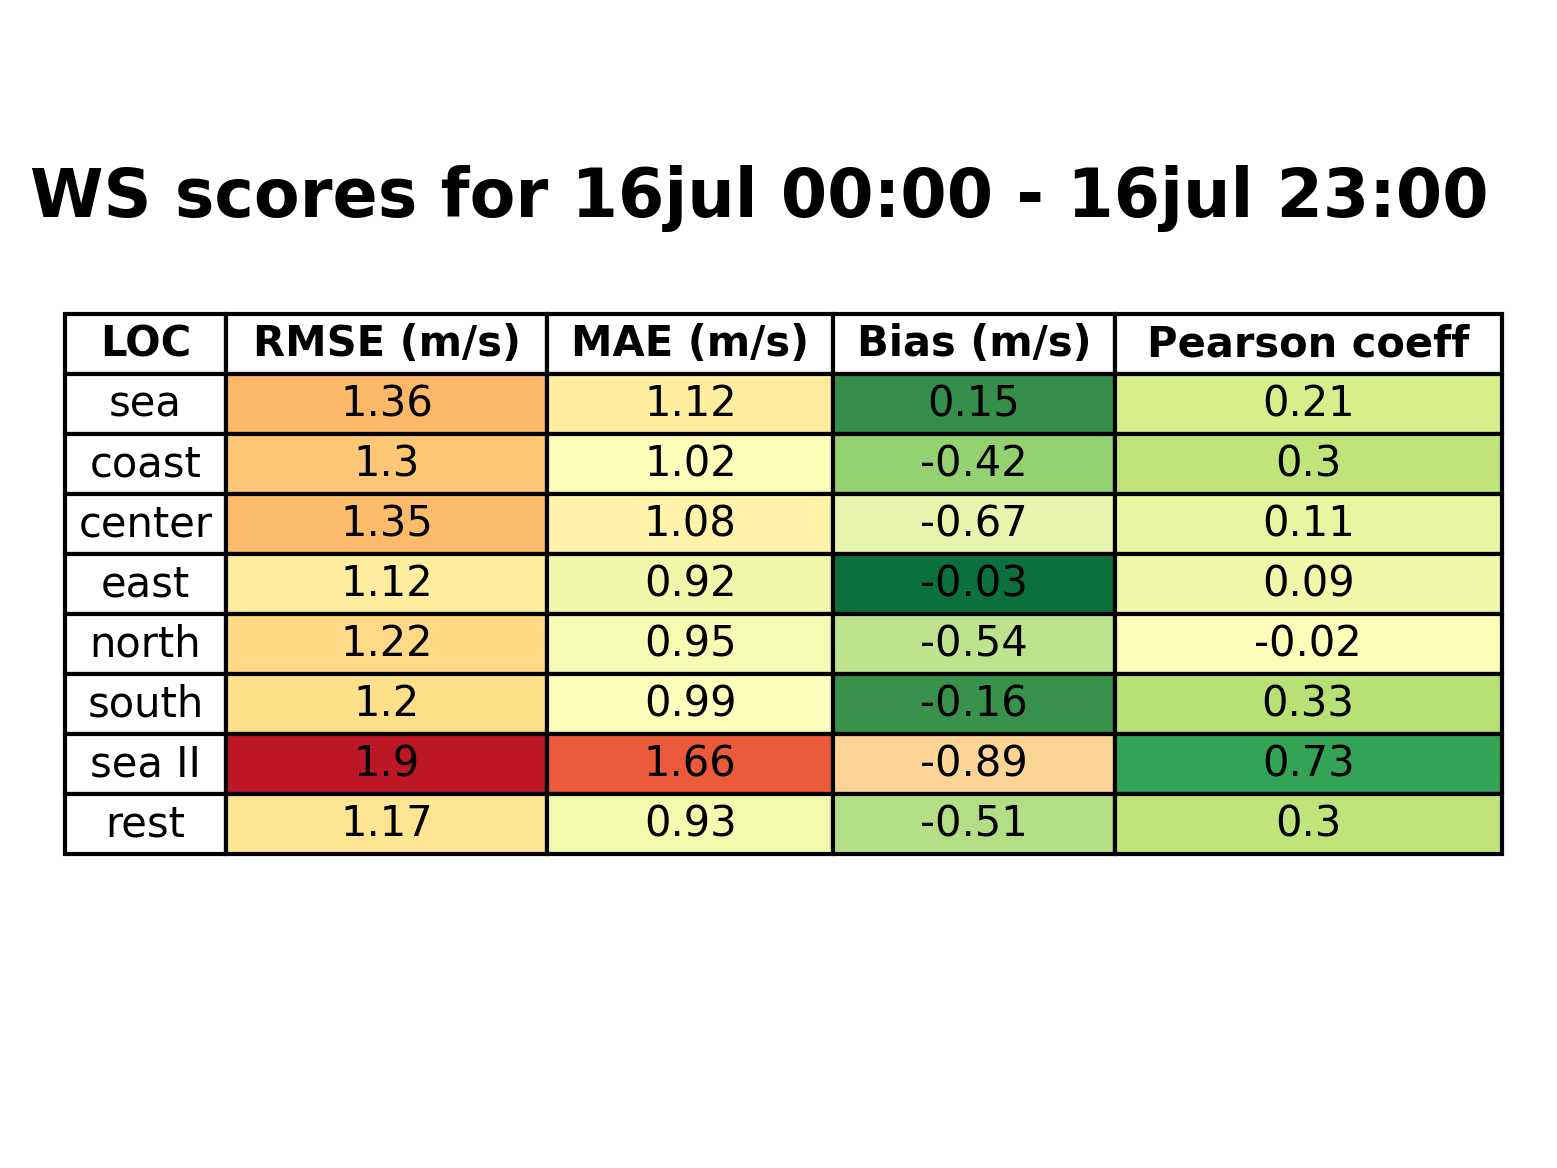 WS scores for 16jul 00:00 - 16jul 23:00
LOC RMSE (m/s) MAE (m/s) Bias (m/s) Pearson coeff
sea 1.36 1.12 0.15 0.21
coast 1.3 1.02 -0.42 0.3
center 1.35 1.08 -0.67 0.11
east 1.12 0.92 -0.03 0.09
north 1.22 0.95 -0.54 -0.02
south 1.2 0.99 -0.16 0.33
sea II 1.9 1.66 -0.89 0.73
rest 1.17 0.93 -0.51 0.3